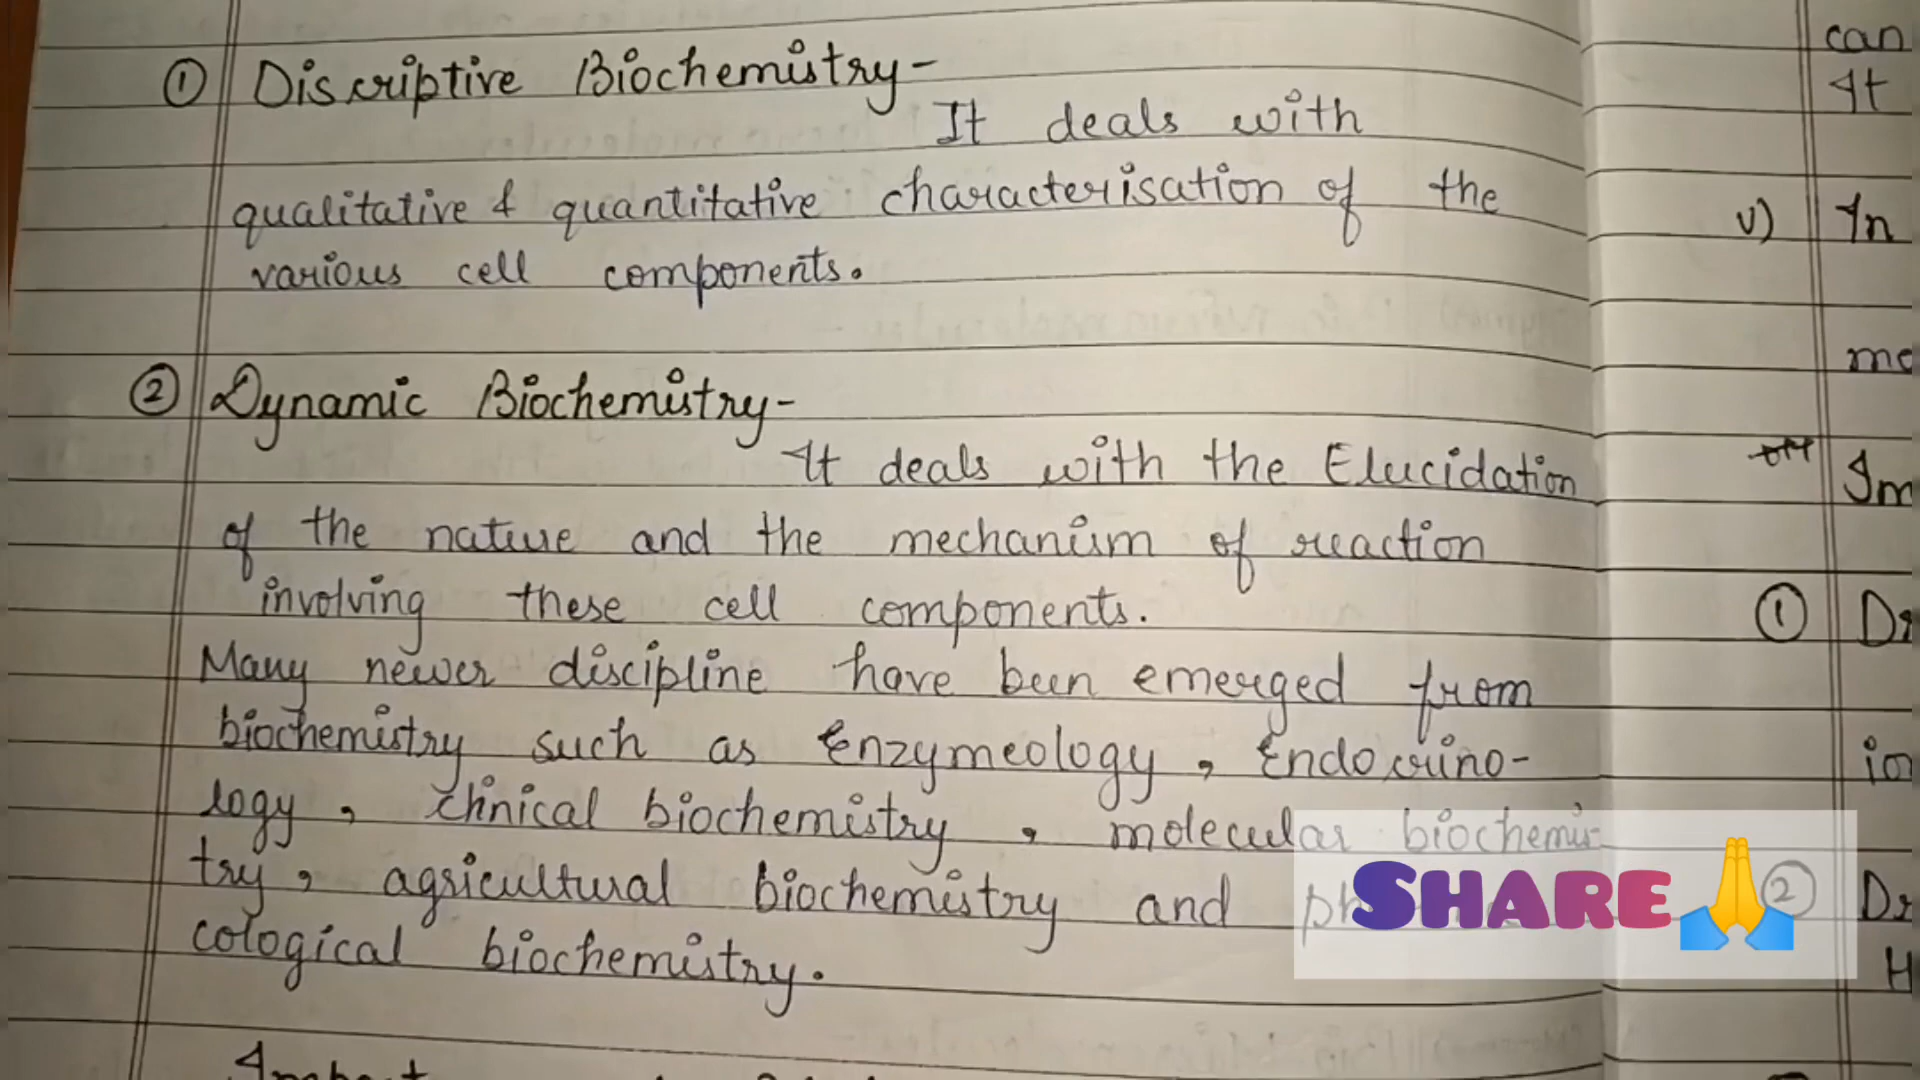 ① Discriptive Biochemistry-
It deals with
qualitative & quantitative characterisation of the
various cell components.
② Dynamic Biochemistry-
It deals with the Elucidation
of the nature and the mechanism of reaction
involving these cell components.
Many newer discipline have been emerged from
biochemistry such as Enzymeology, Endocrino-
logy, clinical biochemistry, molecular biochemis-
try, agricultural biochemistry and
cological biochemistry.
SHARE
can
It
v) In
mo
Im
①
io
②
H